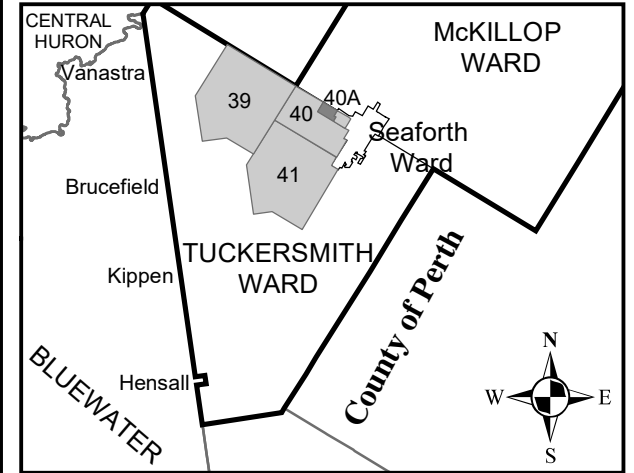 CENTRAL
HURON
McKILLOP
WARD
Vanastra
39
40
40A
Seaforth
Ward
41
Brucefield
TUCKERSMITH
WARD
Kippen
County of Perth
Hensall
BLUEWATER
N
W
E
S